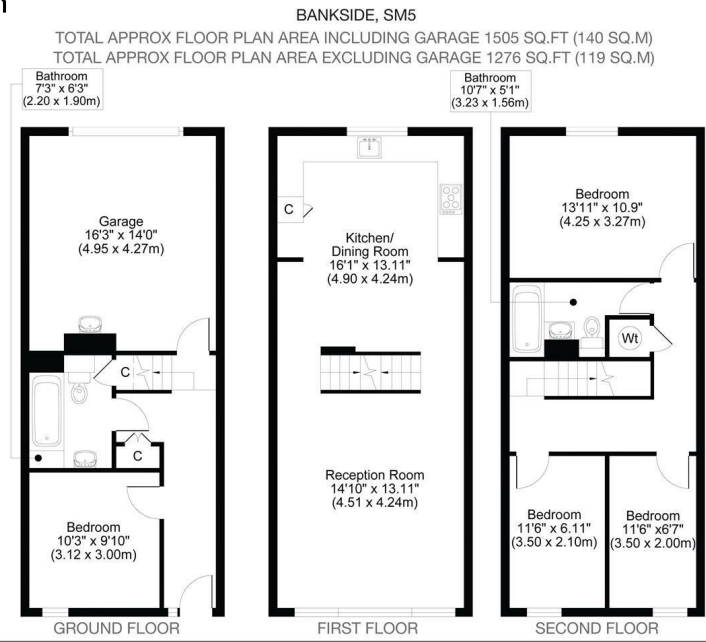 BANKSIDE, SM5
TOTAL APPROX FLOOR PLAN AREA INCLUDING GARAGE 1505 SQ.FT (140 SQ.M)
TOTAL APPROX FLOOR PLAN AREA EXCLUDING GARAGE 1276 SQ.FT (119 SQ.M)
Bathroom
7'3" x 6'3"
(2.20 x 1.90m)
Garage
16'3" x 14'0"
(4.95 x 4.27m)
C
C
Bedroom
10'3" x 9'10"
(3.12 x 3.00m)
GROUND FLOOR
C
Kitchen/
Dining Room
16'1" x 13.11"
(4.90 x 4.24m)
Reception Room
14'10" x 13.11"
(4.51 x 4.24m)
FIRST FLOOR
Bathroom
10'7" x 5'1"
(3.23 x 1.56m)
Bedroom
13'11" x 10.9"
(4.25 x 3.27m)
Wt
Bedroom
11'6" x 6.11"
(3.50 x 2.10m)
Bedroom
11'6" x6'7"
(3.50 x 2.00m)
SECOND FLOOR